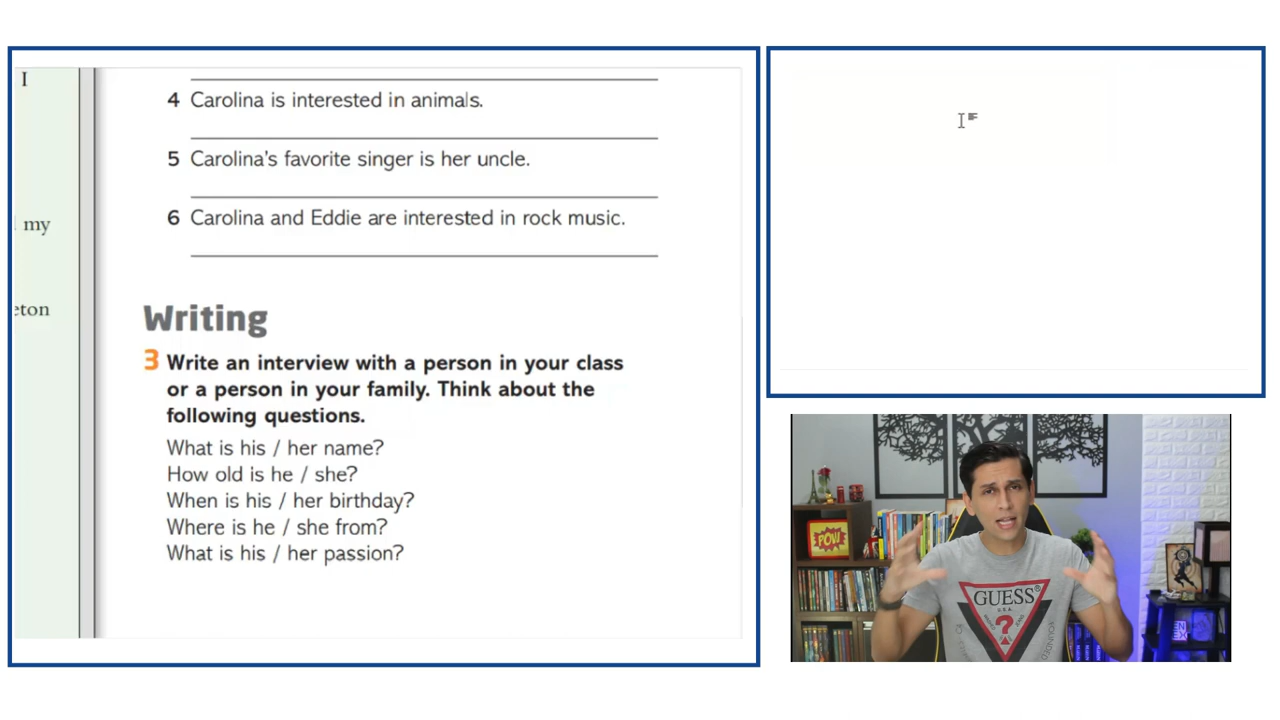 I
my
eton
4 Carolina is interested in animals.
5 Carolina's favorite singer is her uncle.
6 Carolina and Eddie are interested in rock music.
Writing
3 Write an interview with a person in your class
or a person in your family. Think about the
following questions.
What is his / her name?
How old is he / she?
When is his / her birthday?
Where is he / she from?
What is his / her passion?
POW
GUESS®
U.S.A.
?